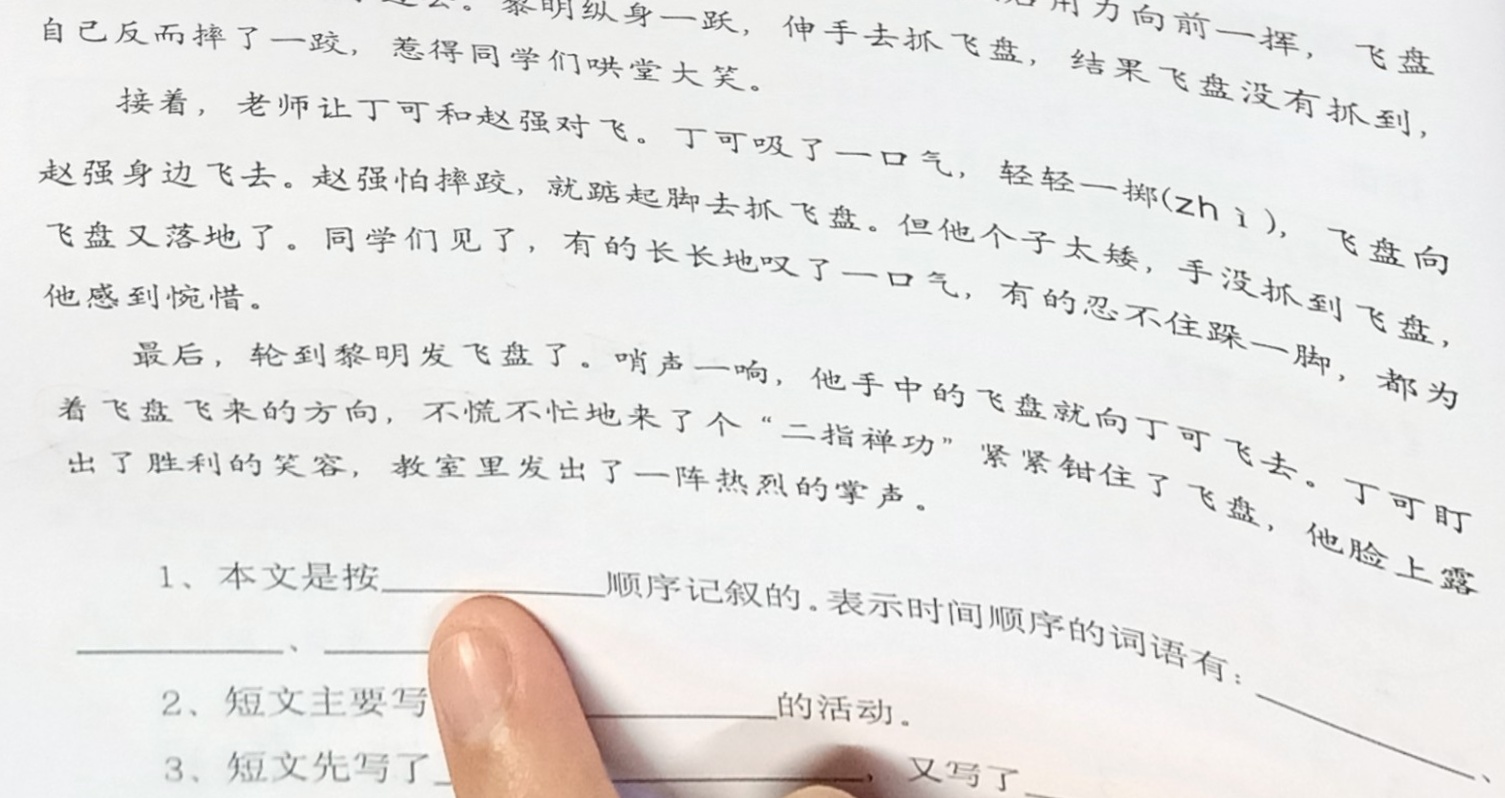 用力向前一挥，飞盘
过去。黎明纵身一跃，伸手去抓飞盘，结果飞盘没有抓到，
自己反而摔了一跤，惹得同学们哄堂大笑。
接着，老师让丁可和赵强对飞。丁可吸了一口气，轻轻一掷(zhì)，飞盘向
赵强身边飞去。赵强怕摔跤，就踮起脚去抓飞盘。但他个子太矮，手没抓到飞盘，
飞盘又落地了。同学们见了，有的长长地叹了一口气，有的忍不住跺一脚，都为
他感到惋惜。
最后，轮到黎明发飞盘了。哨声一响，他手中的飞盘就向丁可飞去。丁可盯
着飞盘飞来的方向，不慌不忙地来了个“二指禅功”紧紧钳住了飞盘，他脸上露
出了胜利的笑容，教室里发出了一阵热烈的掌声。
1、本文是按________顺序记叙的。表示时间顺序的词语有：________、
________、____
2、短文主要写________的活动。
3、短文先写了________，又写了____